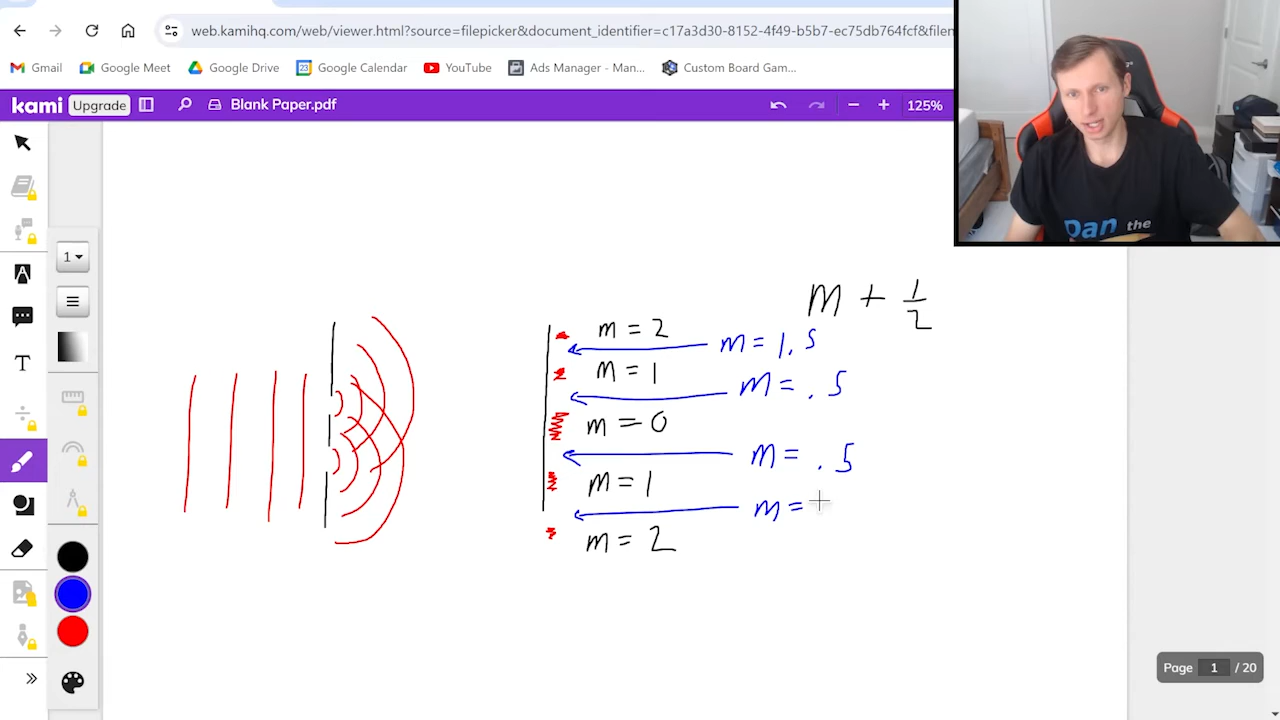 web.kamihq.com/web/viewer.html?source=filepicker&document_identifier=c17a3d30-8152-4f49-b5b7-ec75db764fcf&filen
Gmail Google Meet Google Drive 23 Google Calendar YouTube Ads Manager - Man... Custom Board Gam...
kami Upgrade Blank Paper.pdf 125%
Dan the
1
m + 1/2
m = 2
m = 1.5
m = 1
m = .5
m = 0
m = .5
m = 1
m =
m = 2
Page 1 / 20